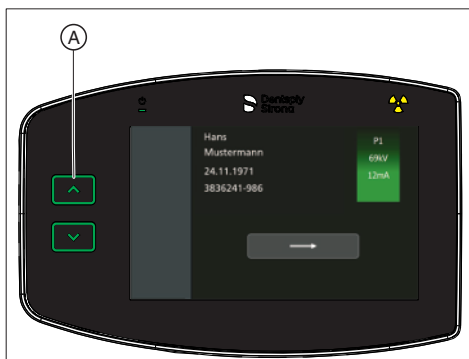 A
Dentsply
Sirona
Hans
Mustermann
24.11.1971
3836241-986
P1
69kV
12mA